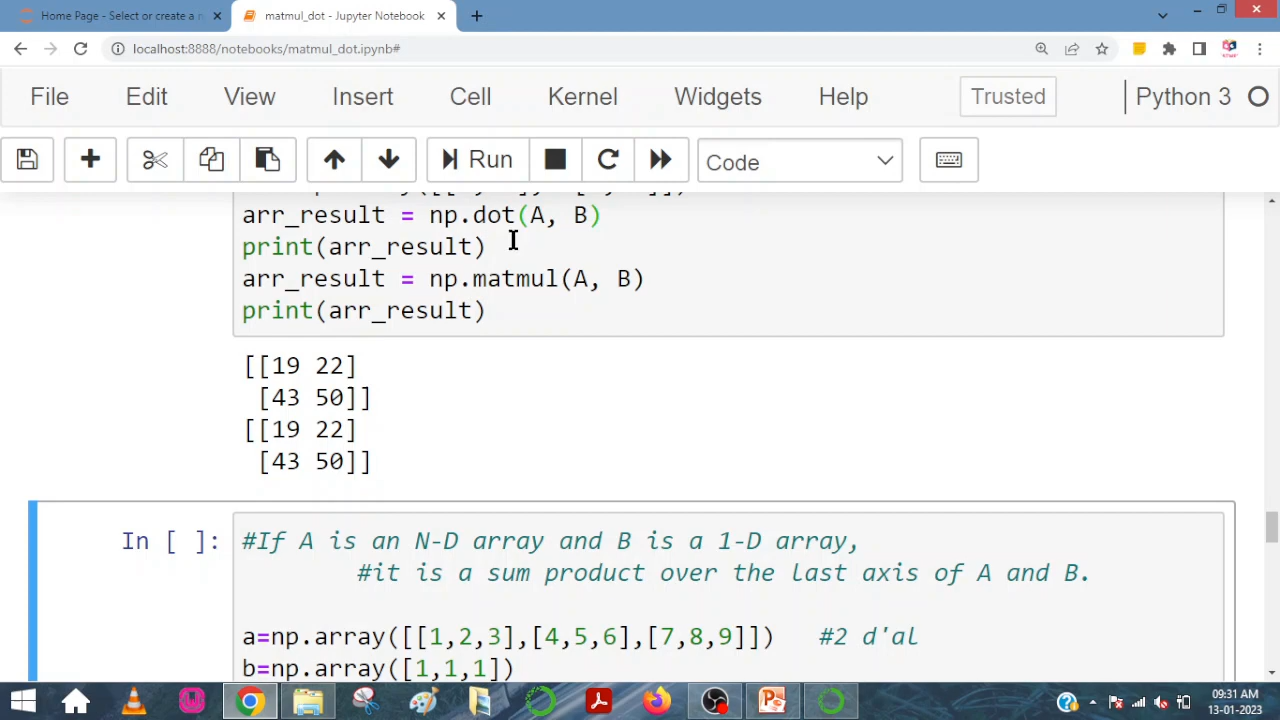 Home Page - Select or create a n
matmul_dot - Jupyter Notebook
localhost:8888/notebooks/matmul_dot.ipynb#
File Edit View Insert Cell Kernel Widgets Help Trusted Python 3
Run Code
arr_result = np.dot(A, B)
print(arr_result)
arr_result = np.matmul(A, B)
print(arr_result)
[[19 22]
[43 50]]
[[19 22]
[43 50]]
In [ ]: #If A is an N-D array and B is a 1-D array,
#it is a sum product over the last axis of A and B.
a=np.array([[1,2,3],[4,5,6],[7,8,9]]) #2 d'al
b=np.array([1,1,1])
09:31 AM
13-01-2023